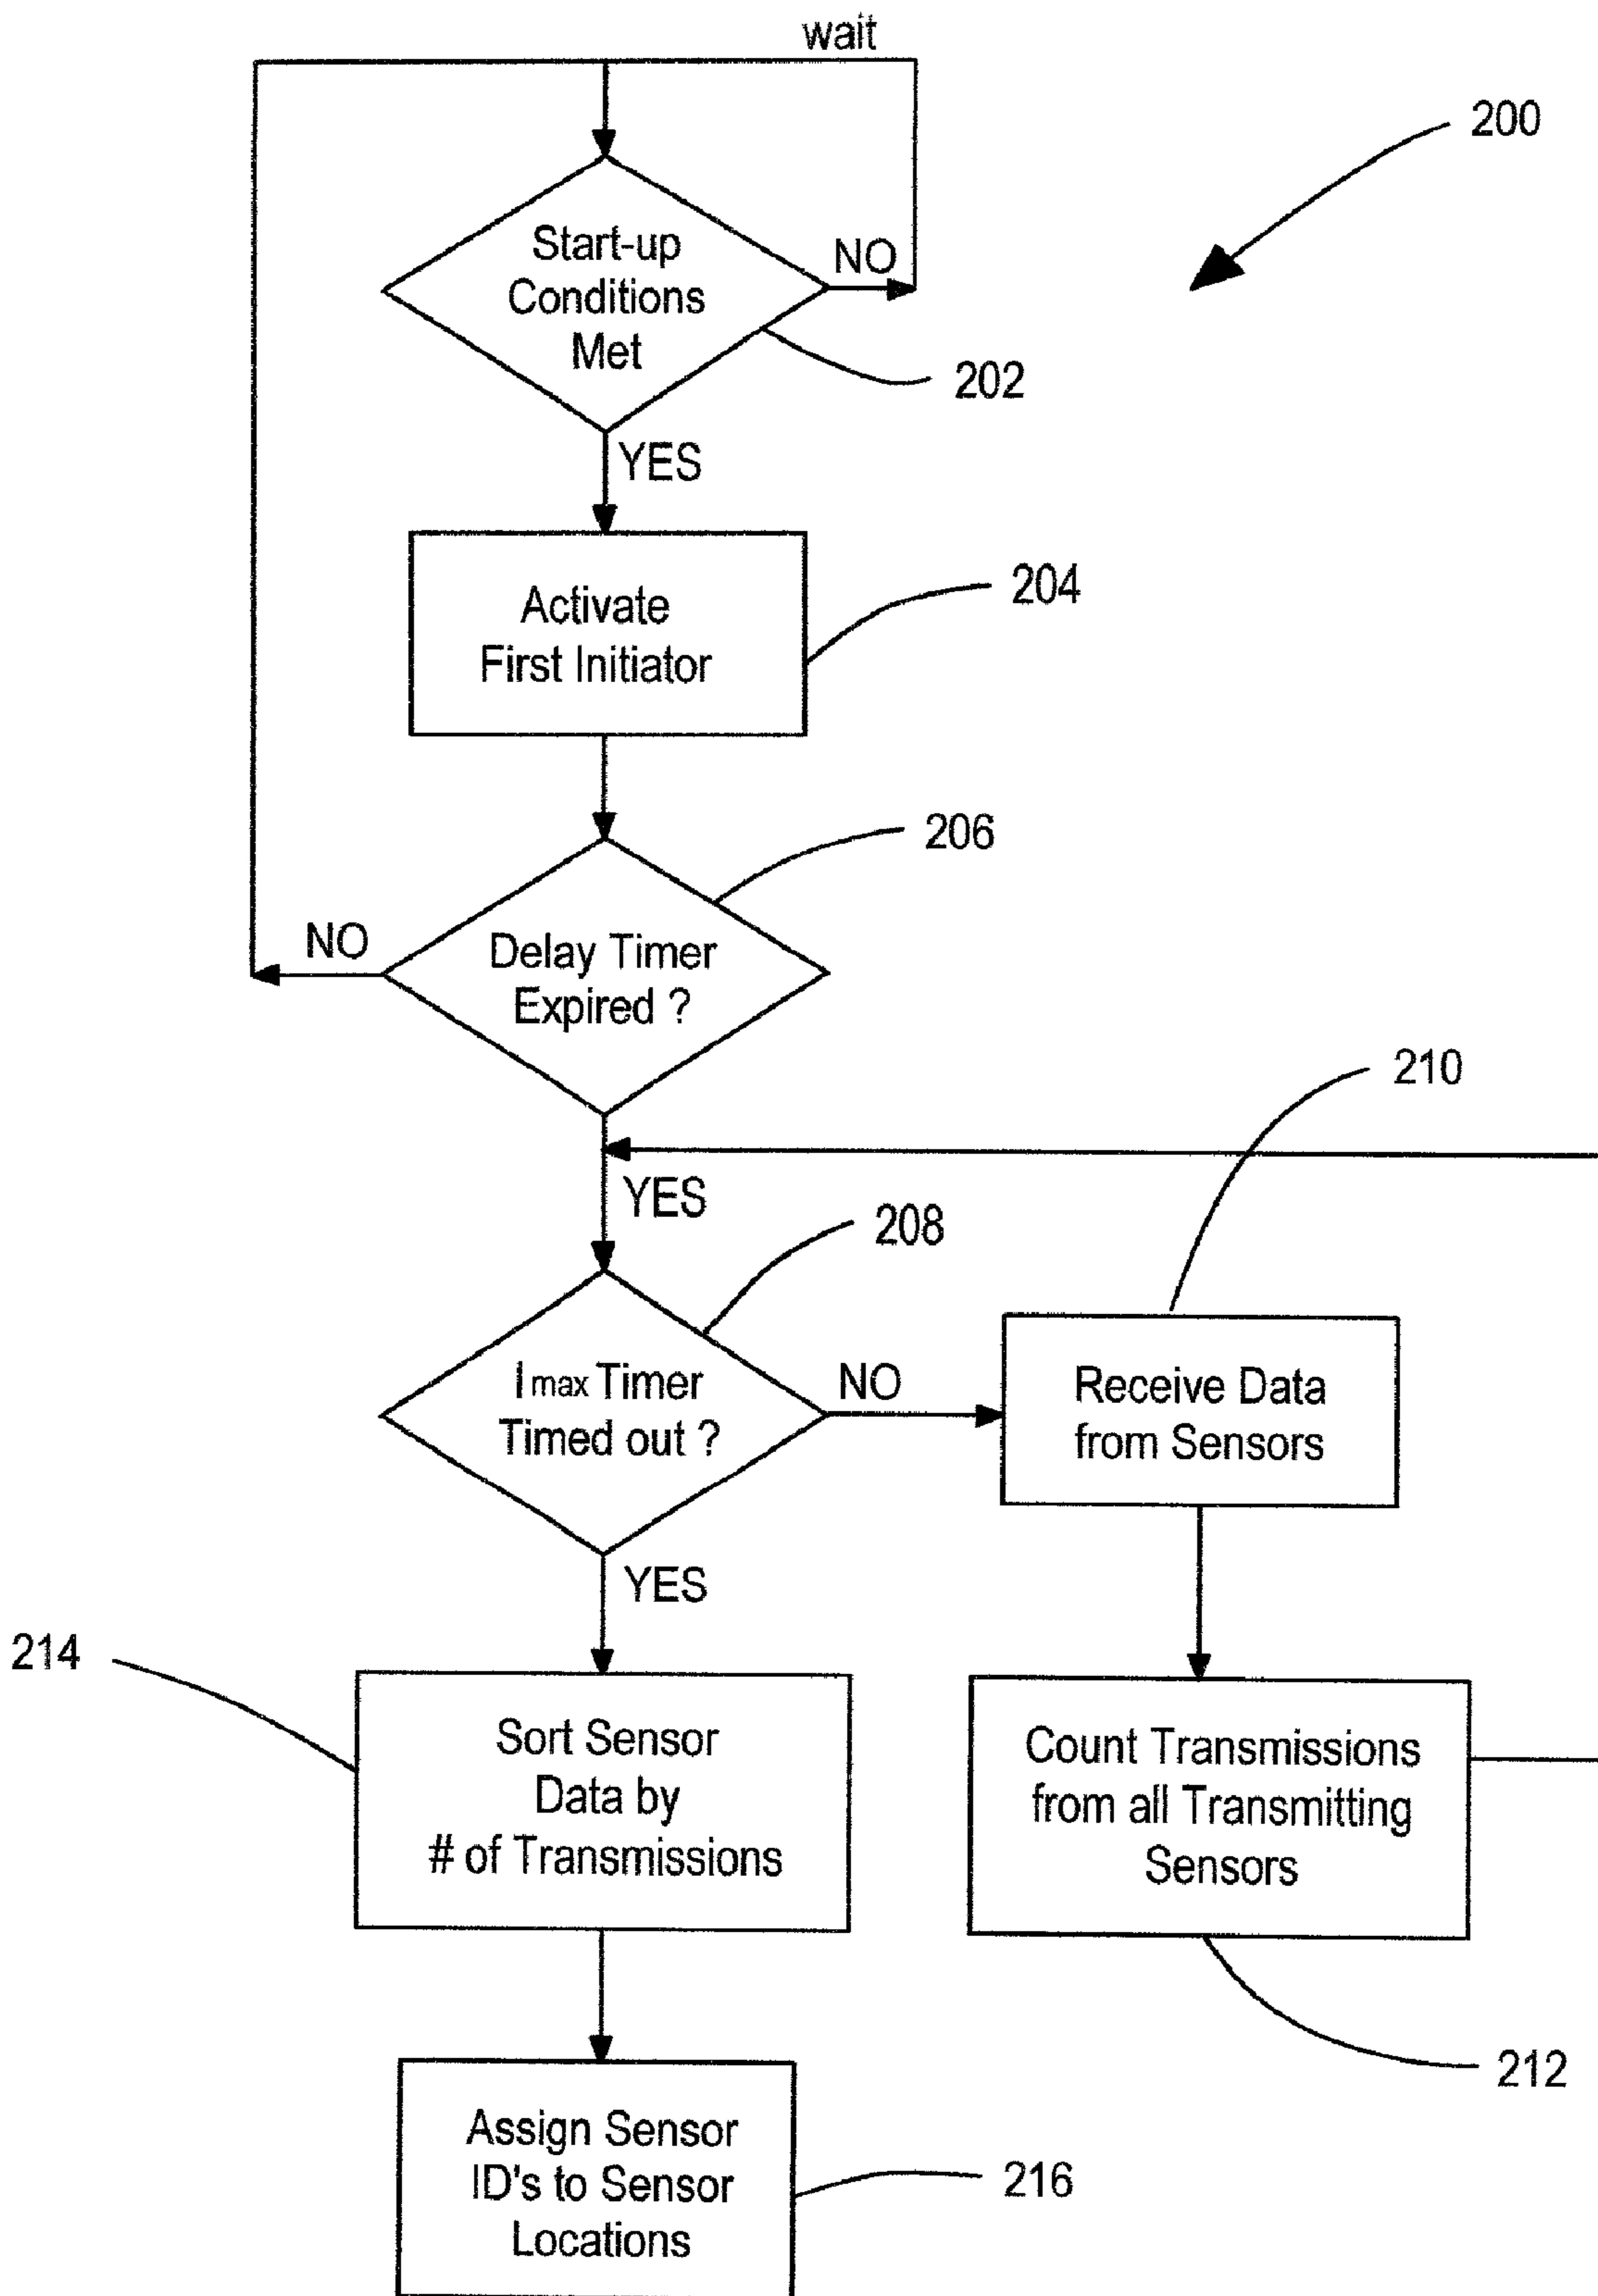 wait
200
Start-up
Conditions
Met
NO
202
YES
Activate
First Initiator
204
206
Delay Timer
Expired ?
NO
YES
210
208
I max Timer
Timed out ?
NO
Receive Data
from Sensors
YES
214
Sort Sensor
Data by
# of Transmissions
Count Transmissions
from all Transmitting
Sensors
212
Assign Sensor
ID's to Sensor
Locations
216